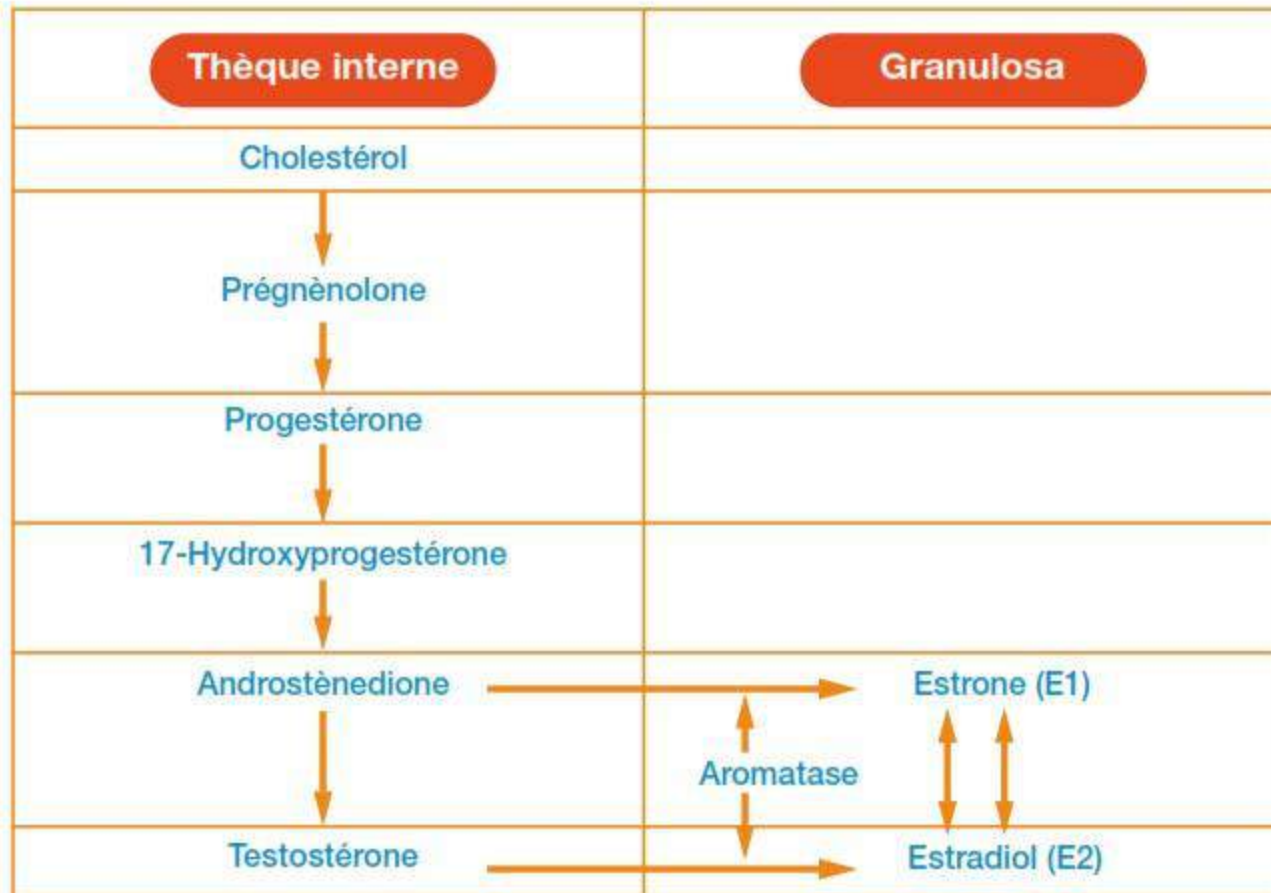 Thèque interne
Granulosa
Cholestérol
Prégnènolone
Progestérone
17-Hydroxyprogestérone
Androstènedione
Estrone (E1)
Aromatase
Testostérone
Estradiol (E2)